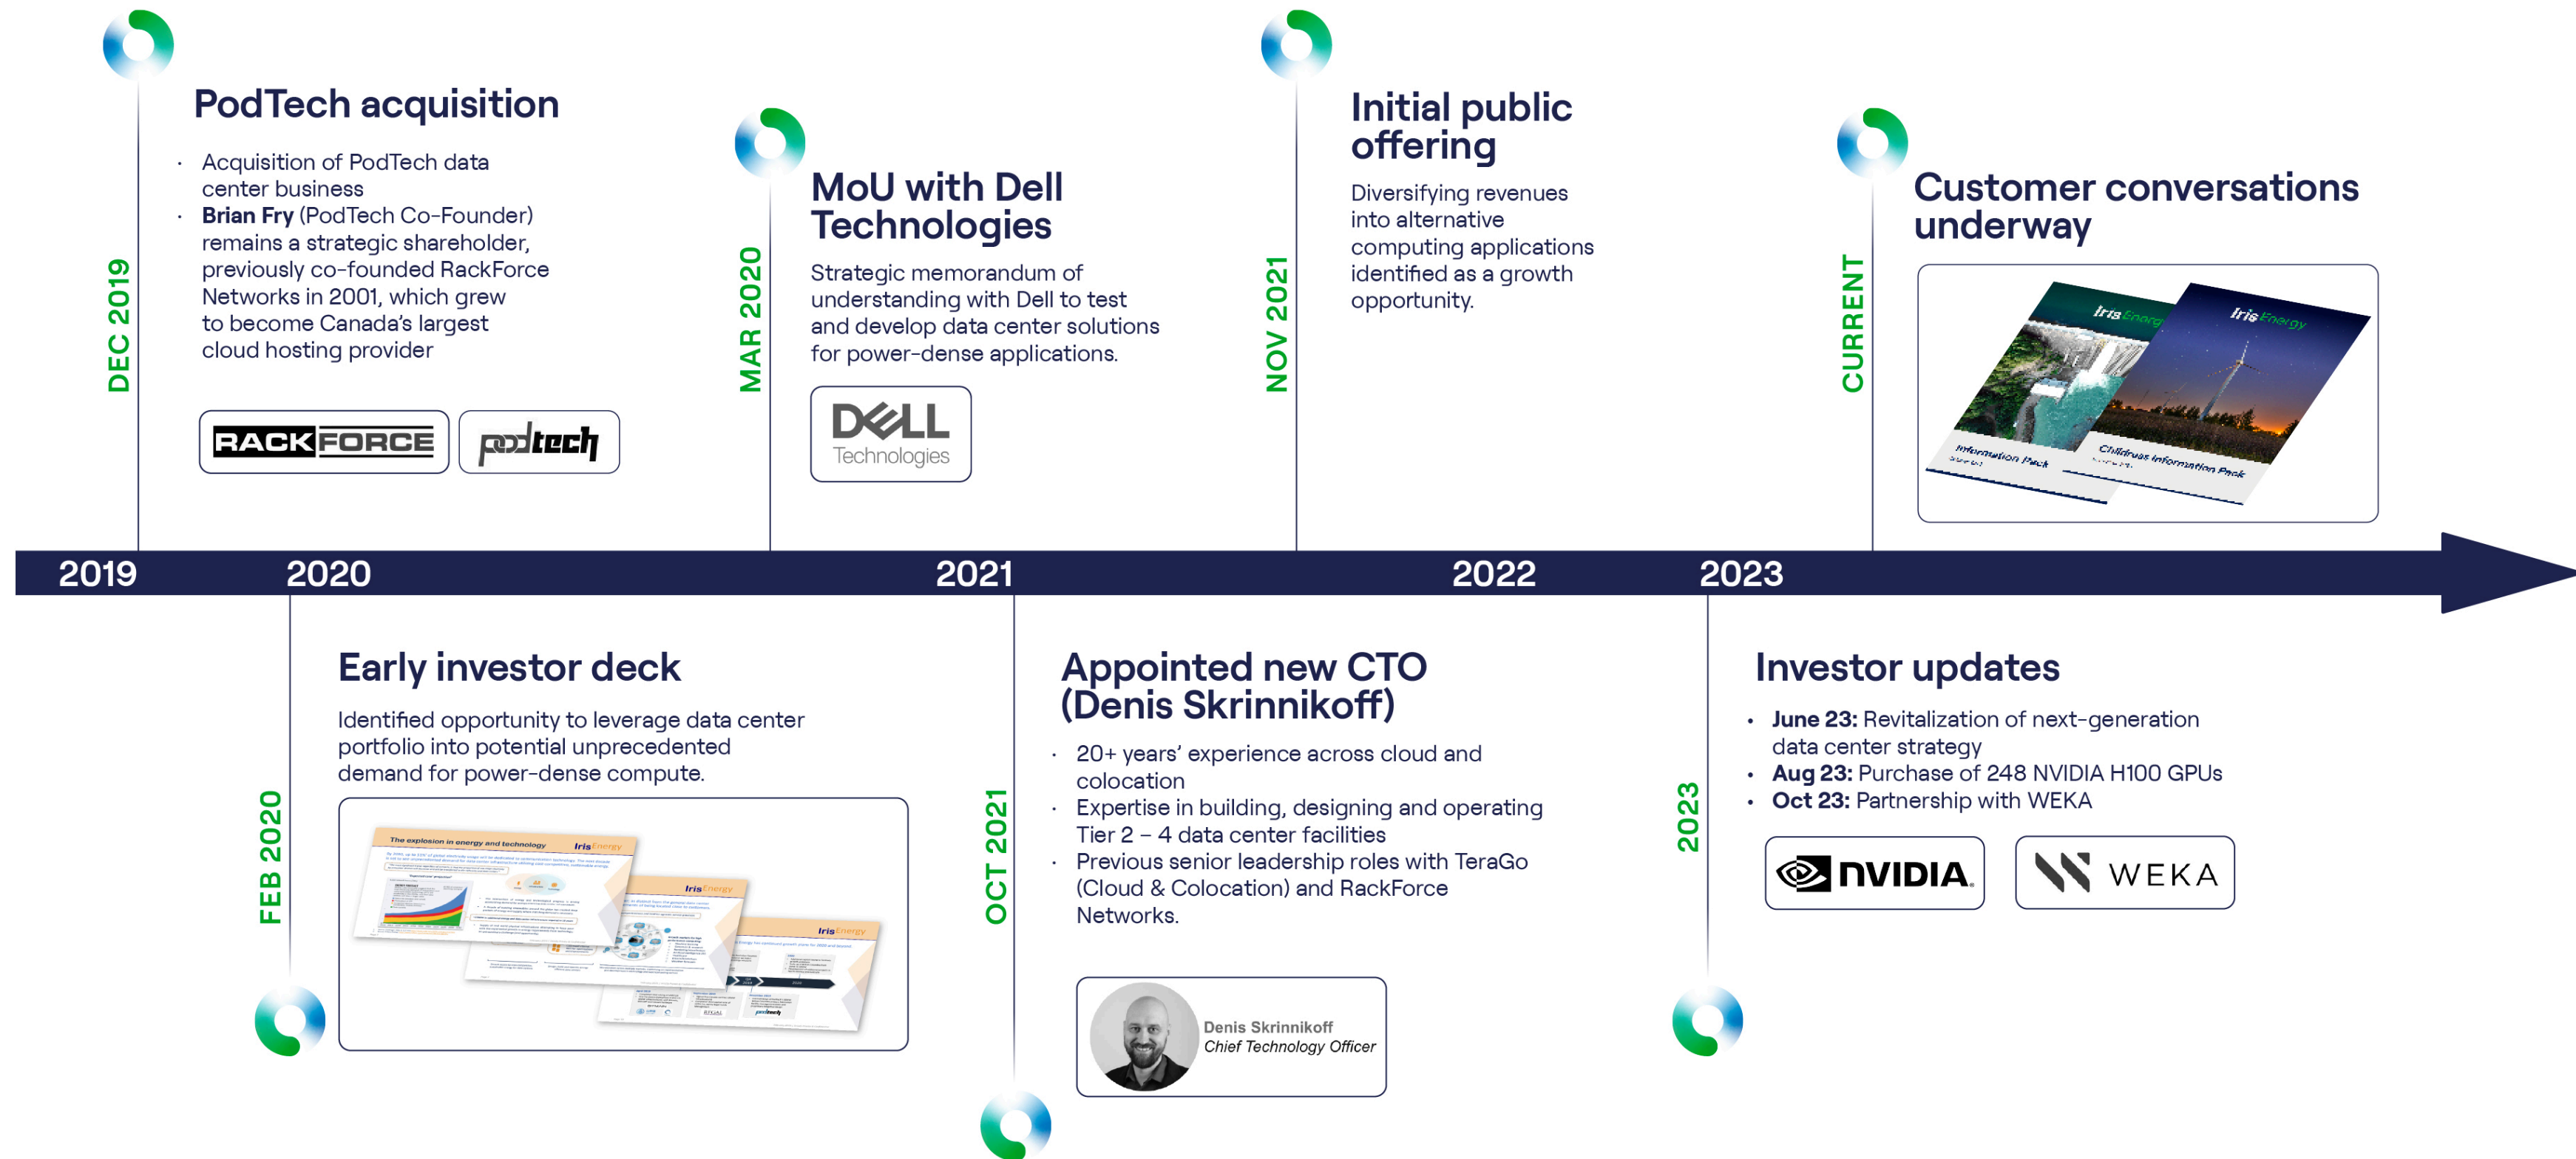 PodTech acquisition
· Acquisition of PodTech data
center business
· Brian Fry (PodTech Co-Founder)
remains a strategic shareholder,
previously co-founded RackForce
Networks in 2001, which grew
to become Canada's largest
cloud hosting provider
DEC 2019
RACKFORCE
podtech
MoU with Dell
Technologies
Strategic memorandum of
understanding with Dell to test
and develop data center solutions
for power-dense applications.
MAR 2020
DELL
Technologies
Initial public
offering
Diversifying revenues
into alternative
computing applications
identified as a growth
opportunity.
NOV 2021
Customer conversations
underway
CURRENT
Iris Energy
Information Pack
Iris Energy
Childress Information Pack
2019
2020
2021
2022
2023
Early investor deck
Identified opportunity to leverage data center
portfolio into potential unprecedented
demand for power-dense compute.
FEB 2020
The explosion in energy and technology
Iris Energy
Iris Energy
Iris Energy
podtech
Appointed new CTO
(Denis Skrinnikoff)
· 20+ years' experience across cloud and
colocation
· Expertise in building, designing and operating
Tier 2 – 4 data center facilities
· Previous senior leadership roles with TeraGo
(Cloud & Colocation) and RackForce
Networks.
OCT 2021
Denis Skrinnikoff
Chief Technology Officer
Investor updates
• June 23: Revitalization of next-generation
data center strategy
• Aug 23: Purchase of 248 NVIDIA H100 GPUs
• Oct 23: Partnership with WEKA
2023
NVIDIA.
WEKA